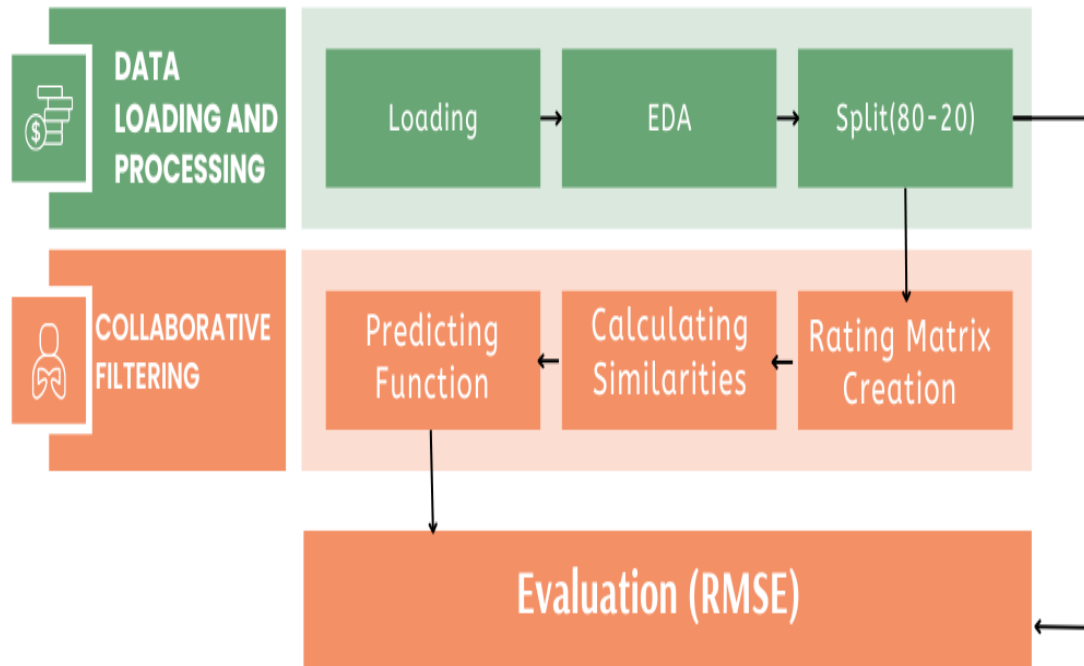 DATA
LOADING AND
PROCESSING
$
Loading
EDA
Split(80-20)
COLLABORATIVE
FILTERING
Predicting
Function
Calculating
Similarities
Rating Matrix
Creation
Evaluation (RMSE)